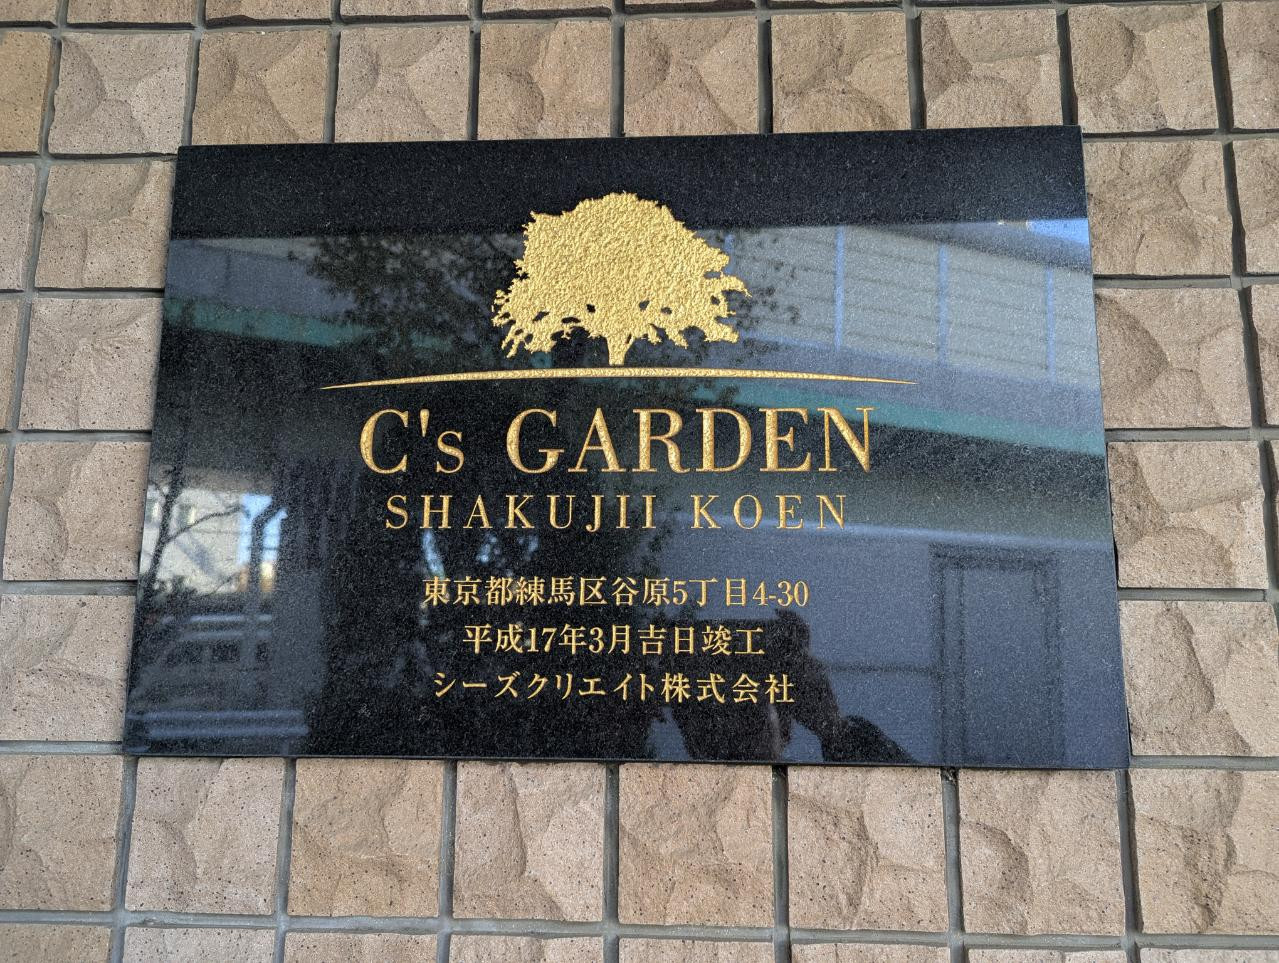 C's GARDEN
SHAKUJII KOEN
東京都練馬区谷原5丁目4-30
平成17年3月吉日竣工
シーズクリエイト株式会社